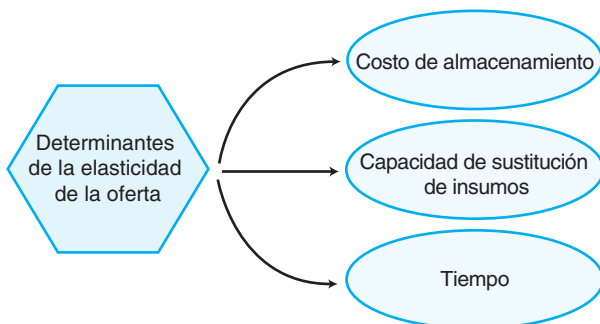 Determinantes
de la elasticidad
de la oferta
Costo de almacenamiento
Capacidad de sustitución
de insumos
Tiempo